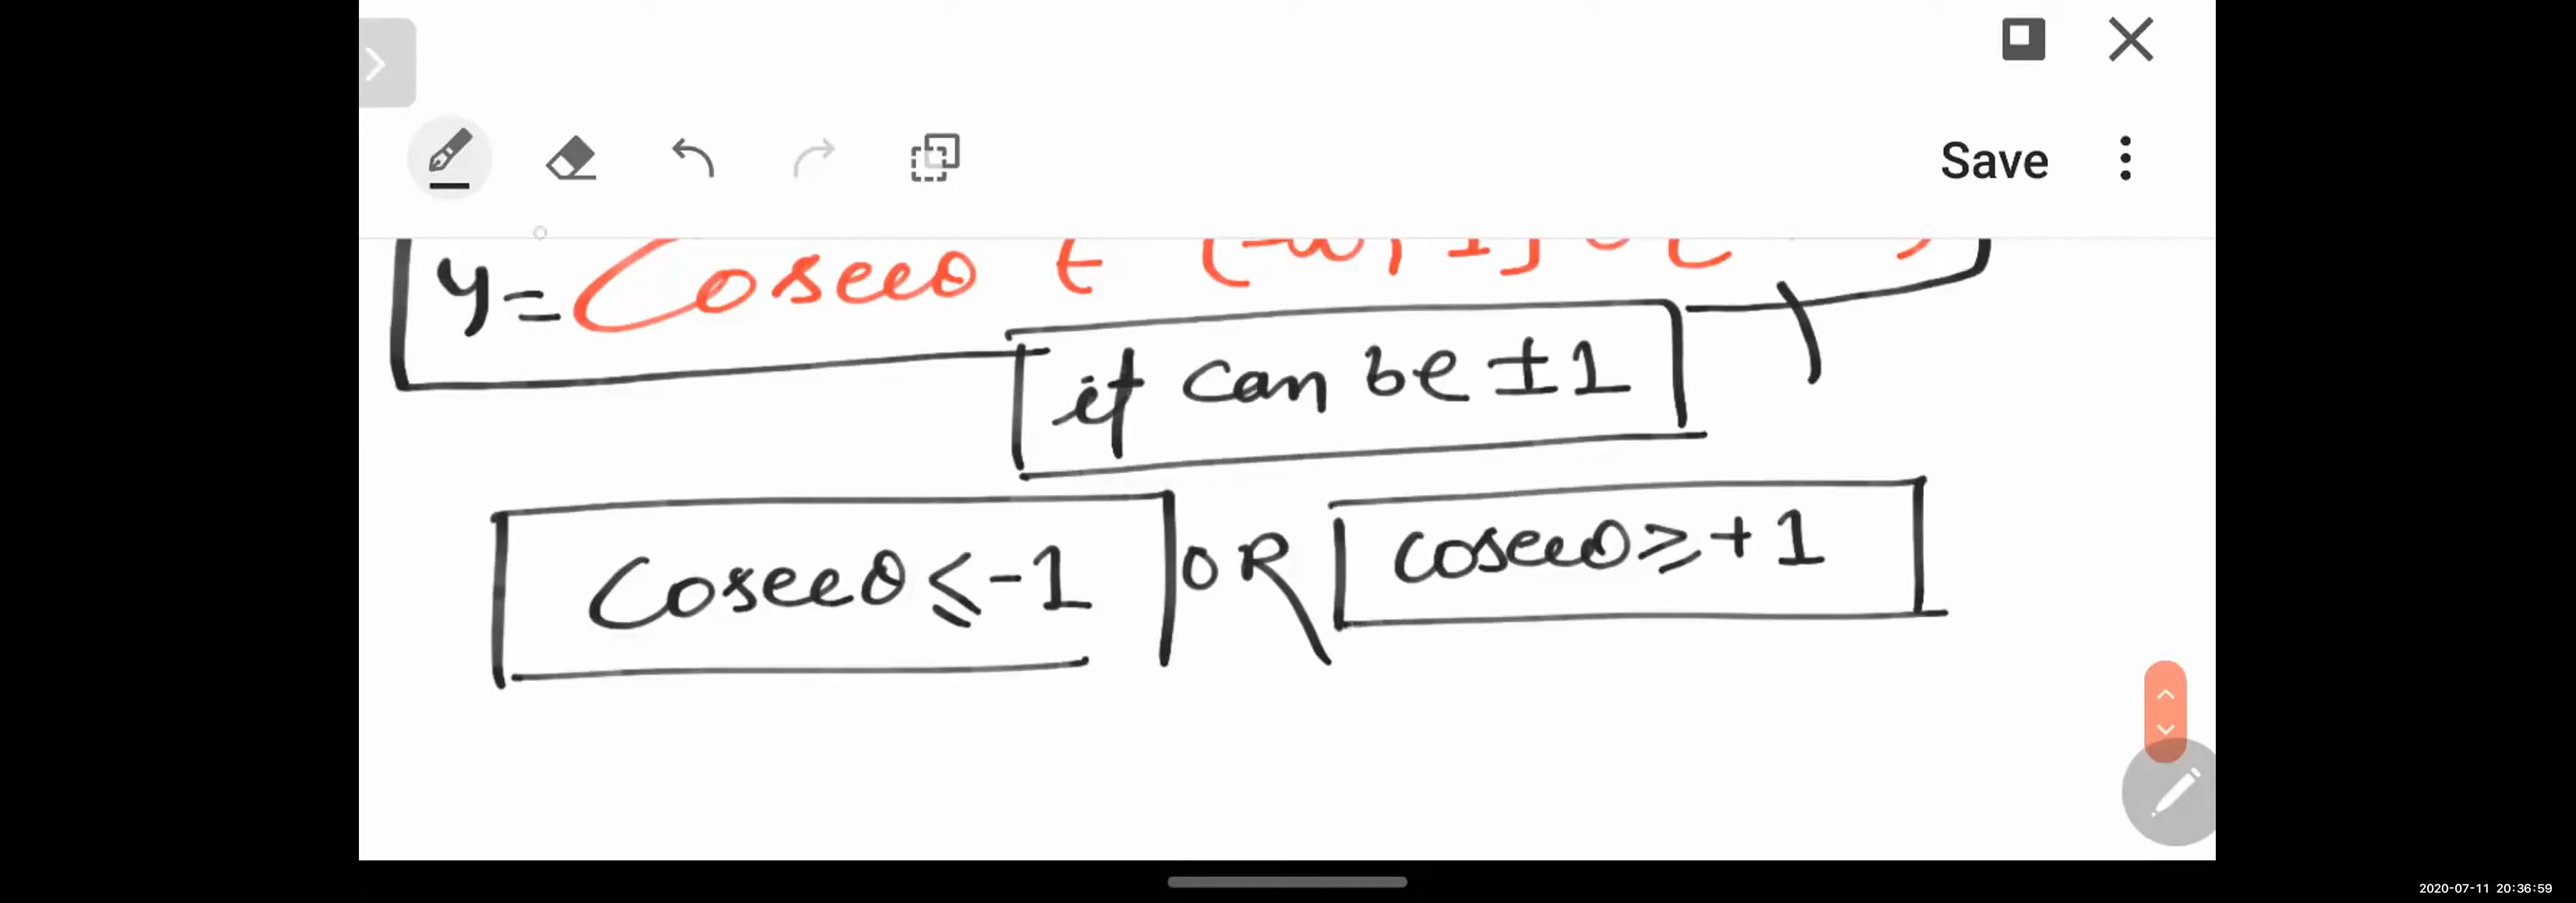 Save
y = Cosecθ
it can be ±1
Cosecθ ⩽ -1 OR cosecθ ⩾ +1
2020-07-11 20:36:59